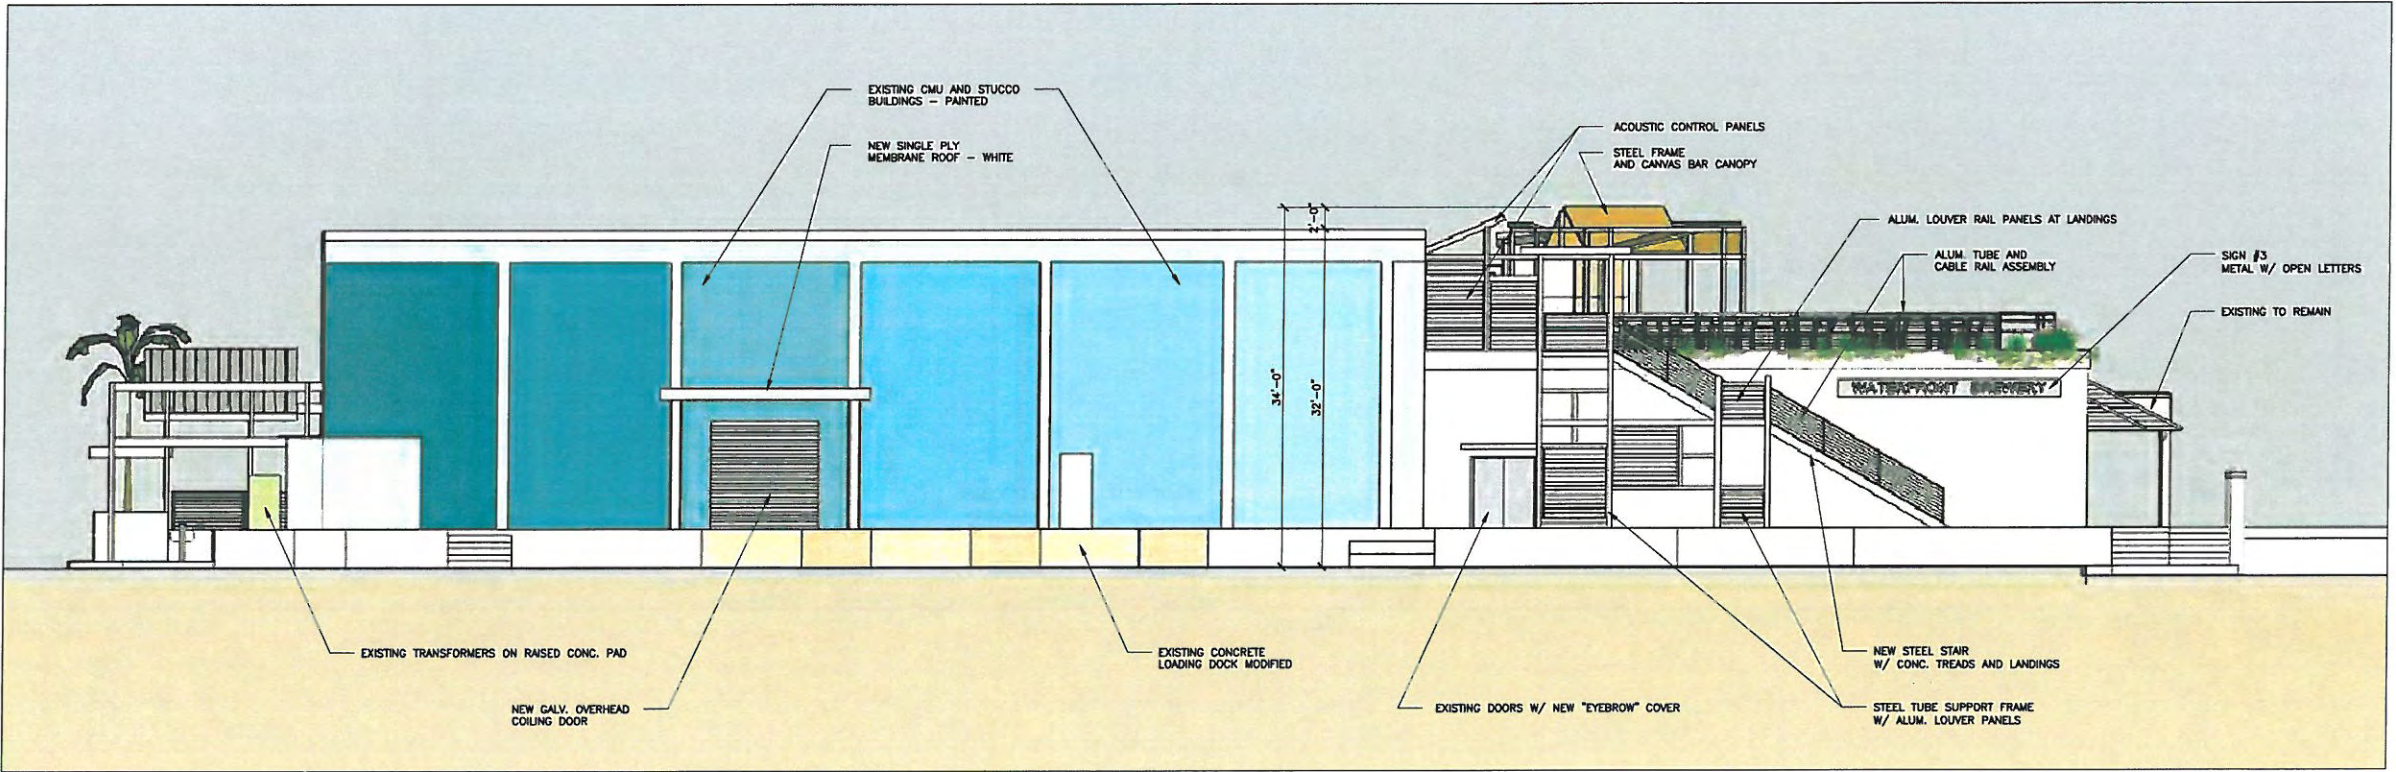 EXISTING CMU AND STUCCO
BUILDINGS – PAINTED
NEW SINGLE PLY
MEMBRANE ROOF – WHITE
ACOUSTIC CONTROL PANELS
STEEL FRAME
AND CANVAS BAR CANOPY
ALUM. LOUVER RAIL PANELS AT LANDINGS
ALUM. TUBE AND
CABLE RAIL ASSEMBLY
SIGN #3
METAL W/ OPEN LETTERS
EXISTING TO REMAIN
2'-0"
34'-0"
32'-0"
WATERFRONT BREWERY
EXISTING TRANSFORMERS ON RAISED CONC. PAD
NEW GALV. OVERHEAD
COILING DOOR
EXISTING CONCRETE
LOADING DOCK MODIFIED
EXISTING DOORS W/ NEW "EYEBROW" COVER
NEW STEEL STAIR
W/ CONC. TREADS AND LANDINGS
STEEL TUBE SUPPORT FRAME
W/ ALUM. LOUVER PANELS